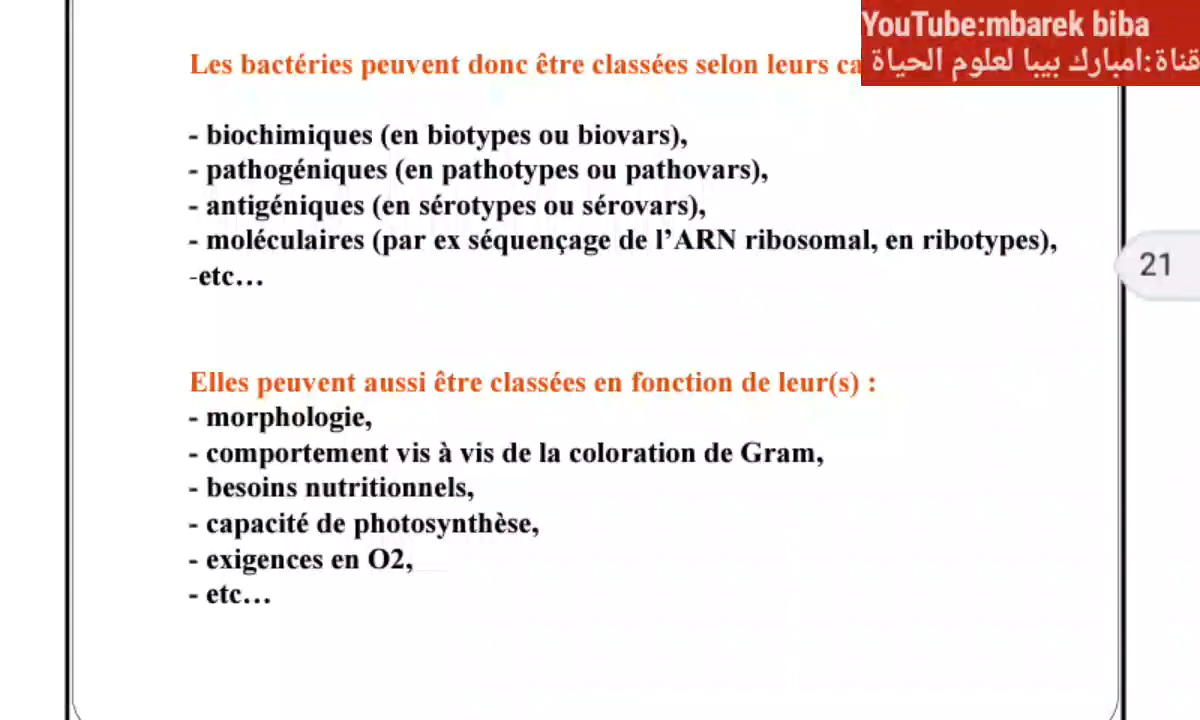 YouTube:mbarek biba
قناة:امبارك بيبا لعلوم الحياة
Les bactéries peuvent donc être classées selon leurs ca
- biochimiques (en biotypes ou biovars),
- pathogéniques (en pathotypes ou pathovars),
- antigéniques (en sérotypes ou sérovars),
- moléculaires (par ex séquençage de l’ARN ribosomal, en ribotypes),
-etc…
21
Elles peuvent aussi être classées en fonction de leur(s) :
- morphologie,
- comportement vis à vis de la coloration de Gram,
- besoins nutritionnels,
- capacité de photosynthèse,
- exigences en O2,
- etc…